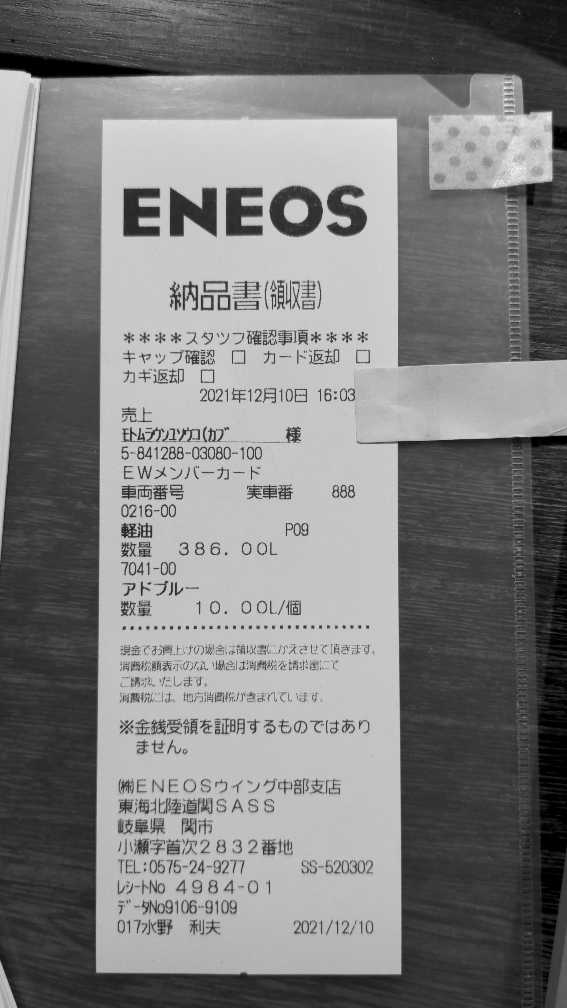 ENEOS
納品書(領収書)
****スタッフ確認事項****
キャップ確認 □ カード返却 □
カギ返却 □
2021年12月10日 16:03
売上
ﾓﾄﾑﾗｳﾝﾕｿｳｺ(ｶﾌﾞ 様
5-841288-03080-100
EWメンバーカード
車両番号 実車番 888
0216-00
軽油 P09
数量 386.00L
7041-00
アドブルー
数量 10.00L/個
現金でお買上げの場合は領収書にかえさせて頂きます。
消費税額表示のない場合は消費税を請求書にて
ご請求いたします。
消費税には、地方消費税が含まれています。
※金銭受領を証明するものではあり
ません。
㈱ENEOSウイング中部支店
東海北陸道関SASS
岐阜県 関市
小瀬字首次2832番地
TEL:0575-24-9277 SS-520302
ﾚｼｰﾄNo 4984-01
ﾃﾞｰﾀNo9106-9109
017水野 利夫 2021/12/10